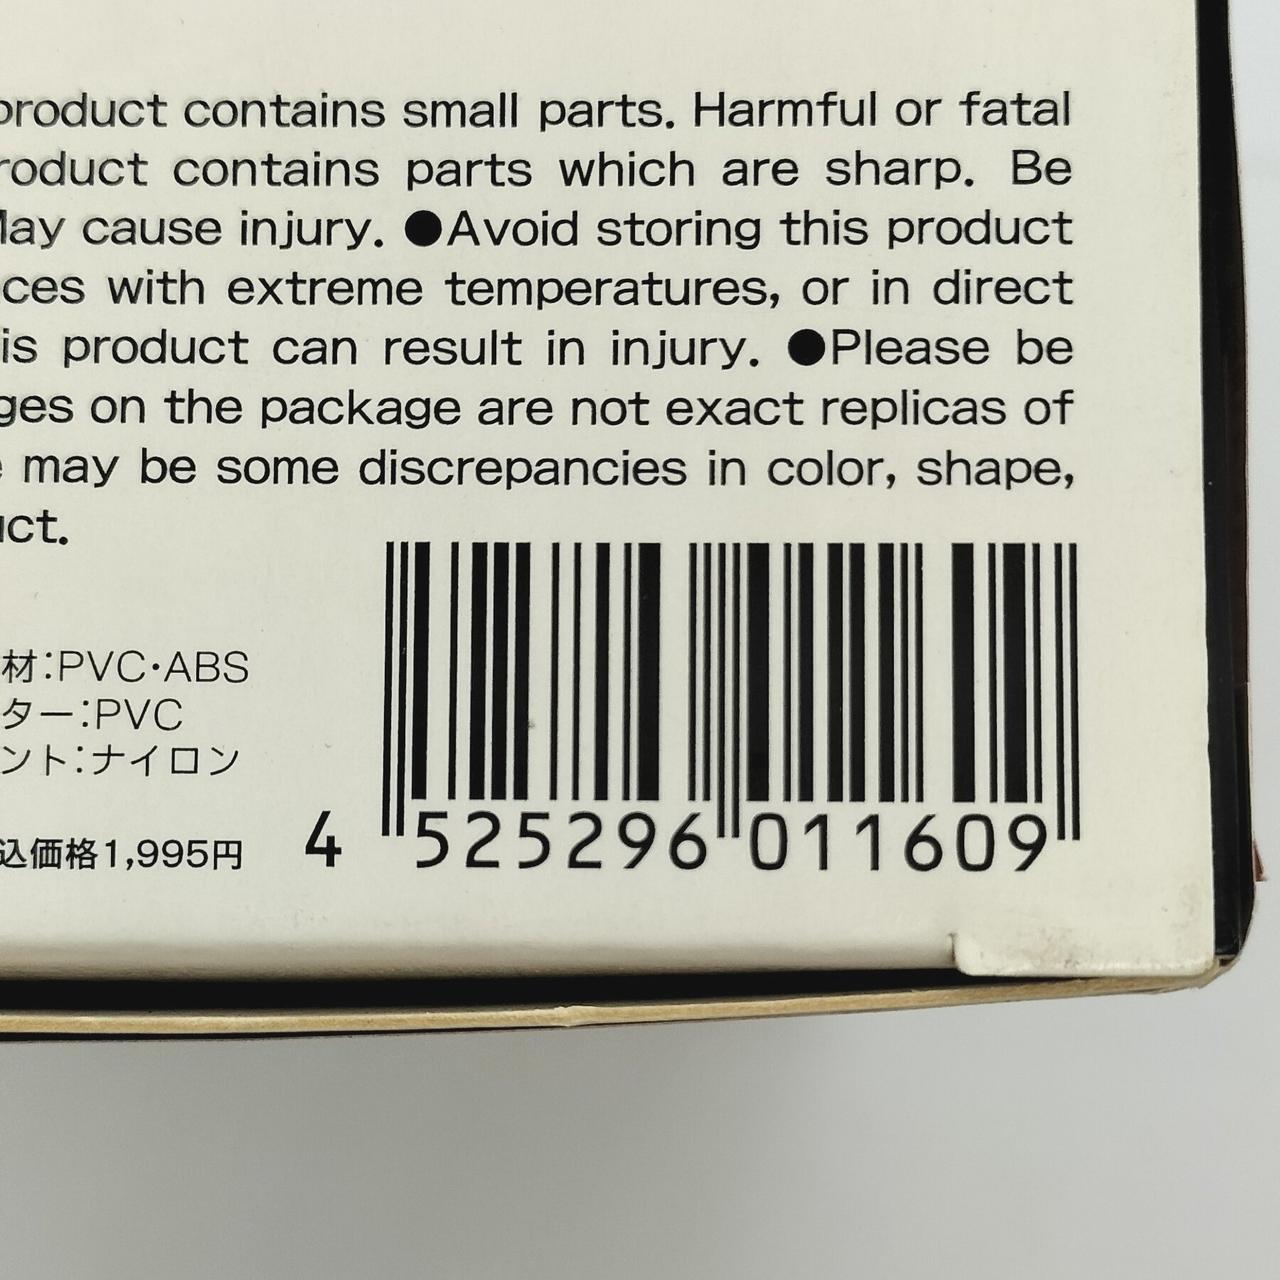 product contains small parts. Harmful or fatal
roduct contains parts which are sharp. Be
May cause injury. ●Avoid storing this product
ces with extreme temperatures, or in direct
is product can result in injury. ●Please be
ges on the package are not exact replicas of
e may be some discrepancies in color, shape,
uct.
材:PVC・ABS
ター:PVC
ント:ナイロン
込価格1,995円
4 525296 011609